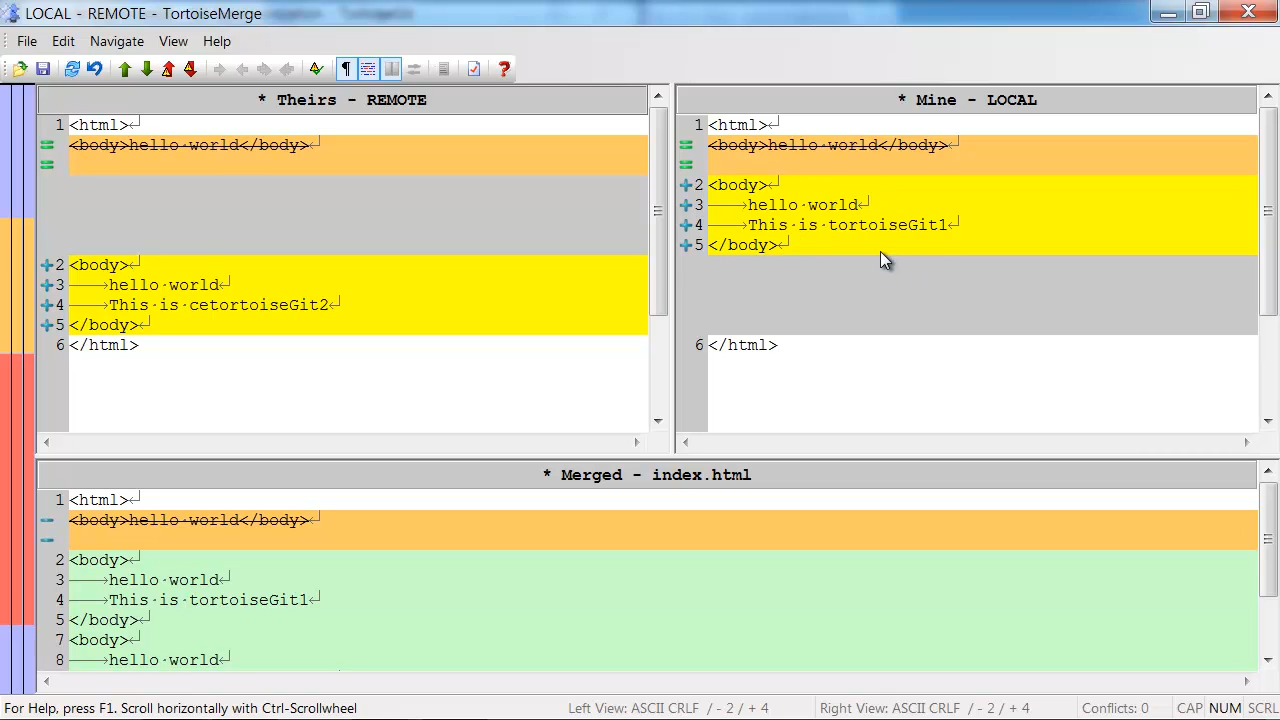 LOCAL - REMOTE - TortoiseMerge
File Edit Navigate View Help
* Theirs - REMOTE
1 <html>
<body>hello·world</body>
2 <body>
3 hello·world
4 This·is·cetortoiseGit2
5 </body>
6 </html>
* Mine - LOCAL
1 <html>
<body>hello·world</body>
2 <body>
3 hello·world
4 This·is·tortoiseGit1
5 </body>
6 </html>
* Merged - index.html
1 <html>
<body>hello·world</body>
2 <body>
3 hello·world
4 This·is·tortoiseGit1
5 </body>
7 <body>
8 hello·world
For Help, press F1. Scroll horizontally with Ctrl-Scrollwheel Left View: ASCII CRLF / - 2 / + 4 Right View: ASCII CRLF / - 2 / + 4 Conflicts: 0 CAP NUM SCRL